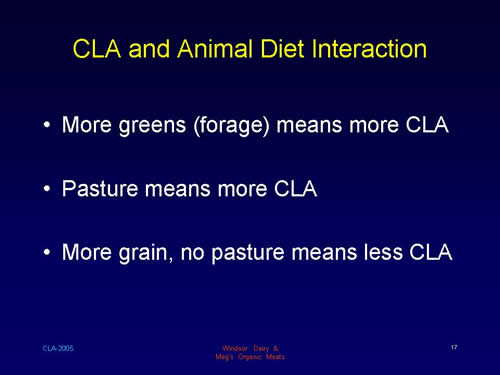 CLA and Animal Diet Interaction
• More greens (forage) means more CLA
• Pasture means more CLA
• More grain, no pasture means less CLA
CLA-2005
Windsor Dairy &
Meg's Organic Meats
17